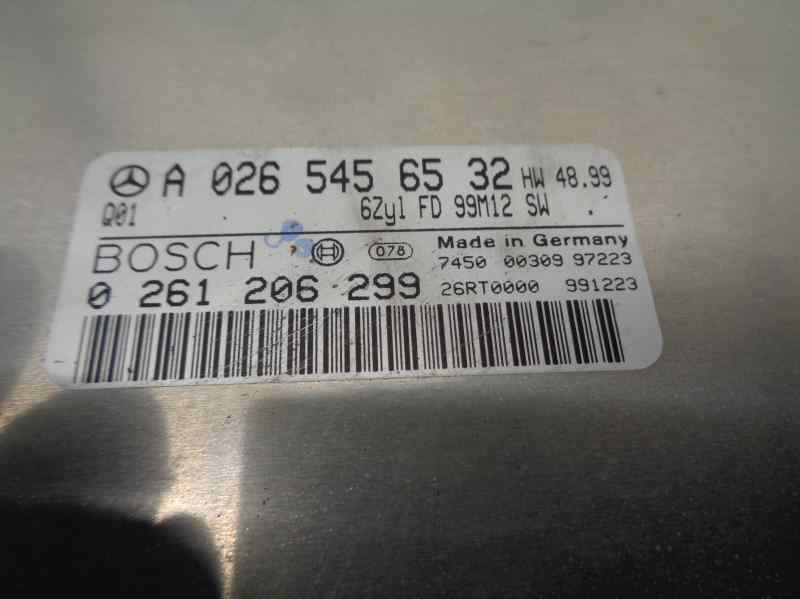 A 026 545 65 32 HW 48.99
Q01 6Zyl FD 99M12 SW .
BOSCH 078 Made in Germany
7450 00309 97223
0 261 206 299 26RT0000 991223